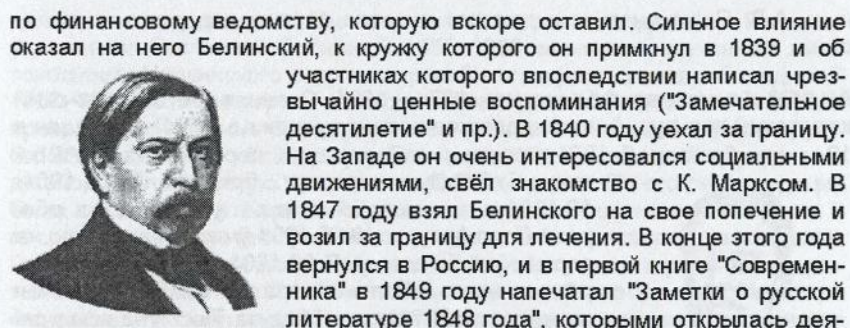 по финансовому ведомству, которую вскоре оставил. Сильное влияние
оказал на него Белинский, к кружку которого он примкнул в 1839 и об
участниках которого впоследствии написал чрез-
вычайно ценные воспоминания ("Замечательное
десятилетие" и пр.). В 1840 году уехал за границу.
На Западе он очень интересовался социальными
движениями, свёл знакомство с К. Марксом. В
1847 году взял Белинского на свое попечение и
возил за границу для лечения. В конце этого года
вернулся в Россию, и в первой книге "Современ-
ника" в 1849 году напечатал "Заметки о русской
литературе 1848 года", которыми открылась дея-